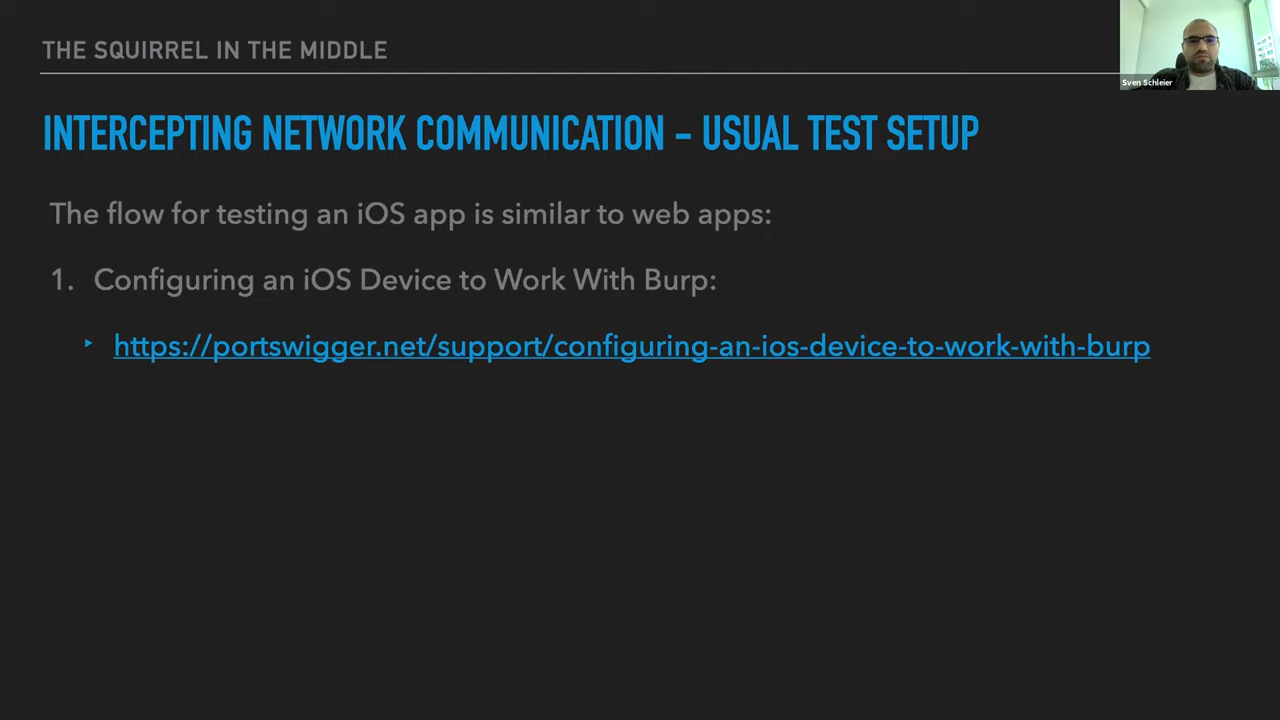 THE SQUIRREL IN THE MIDDLE
Sven Schleier
INTERCEPTING NETWORK COMMUNICATION - USUAL TEST SETUP
The flow for testing an iOS app is similar to web apps:
1. Configuring an iOS Device to Work With Burp:
‣ https://portswigger.net/support/configuring-an-ios-device-to-work-with-burp